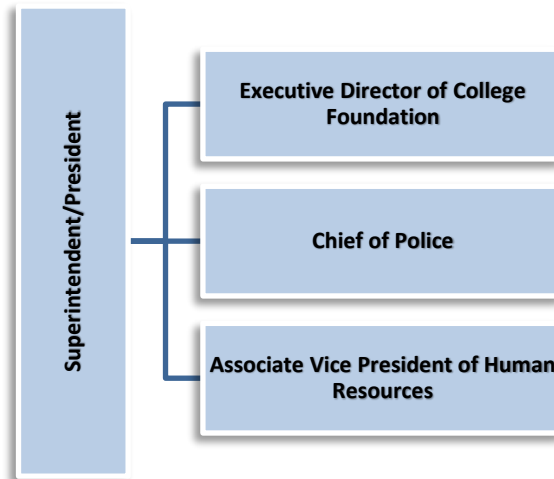 Superintendent/President
Executive Director of College
Foundation
Chief of Police
Associate Vice President of Human
Resources